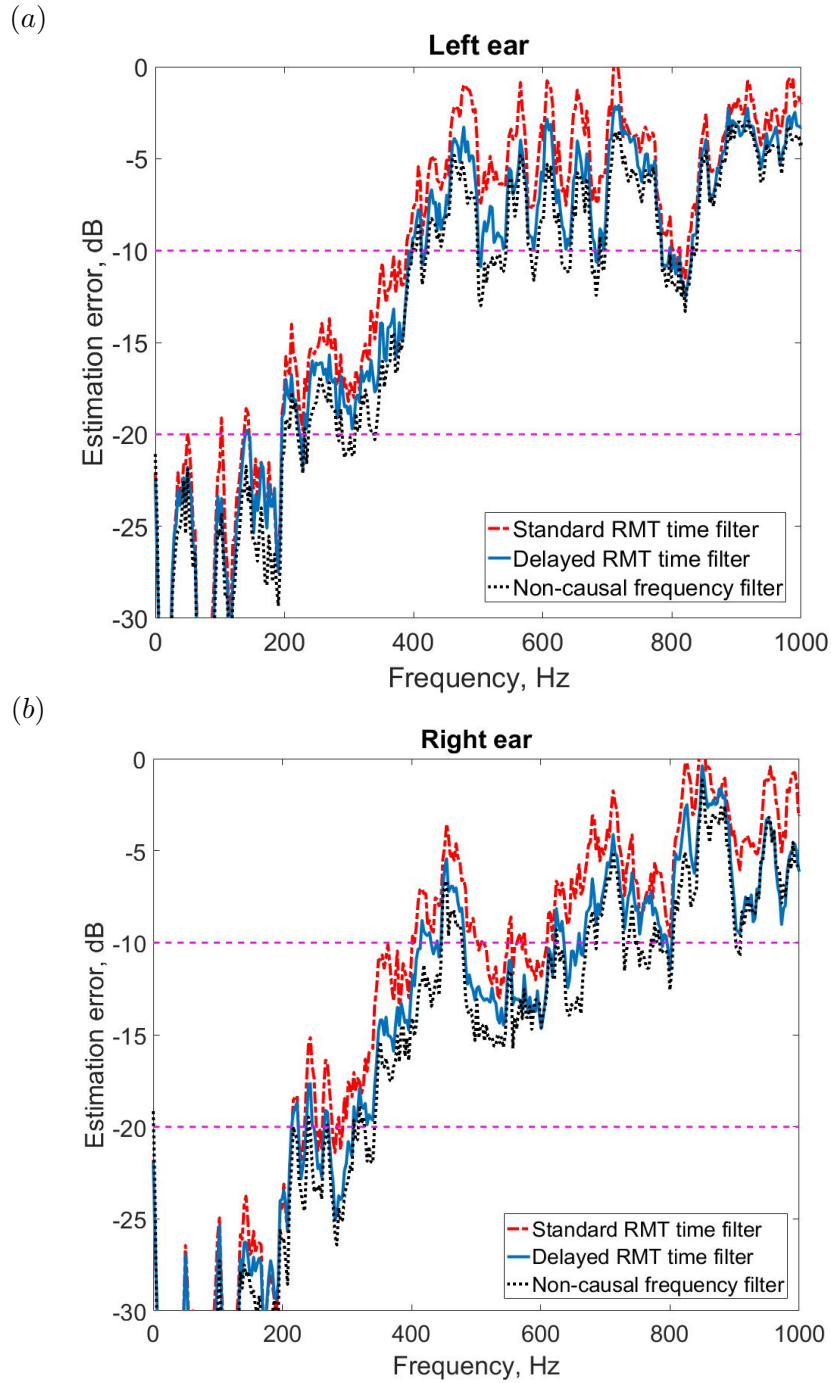 (a)
Left ear
0
-5
-10
-15
-20
-25
-30
Estimation error, dB
Standard RMT time filter
Delayed RMT time filter
Non-causal frequency filter
0 200 400 600 800 1000
Frequency, Hz
(b)
Right ear
0
-5
-10
-15
-20
-25
-30
Estimation error, dB
Standard RMT time filter
Delayed RMT time filter
Non-causal frequency filter
0 200 400 600 800 1000
Frequency, Hz